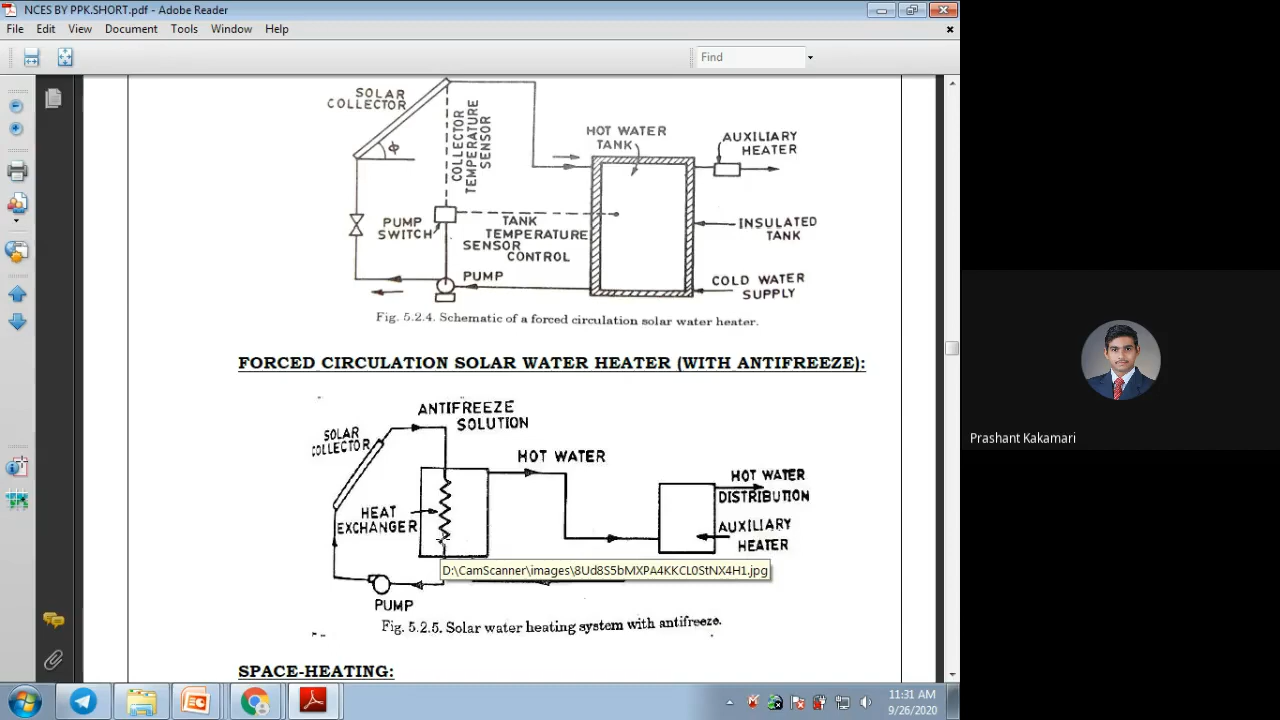 NCES BY PPK.SHORT.pdf - Adobe Reader
File Edit View Document Tools Window Help
Find
SOLAR
COLLECTOR
Φ
COLLECTOR
TEMPERATURE
SENSOR
HOT WATER
TANK
AUXILIARY
HEATER
PUMP
SWITCH
TANK
TEMPERATURE
SENSOR
CONTROL
INSULATED
TANK
PUMP
COLD WATER
SUPPLY
Fig. 5.2.4. Schematic of a forced circulation solar water heater.
FORCED CIRCULATION SOLAR WATER HEATER (WITH ANTIFREEZE):
ANTIFREEZE
SOLUTION
SOLAR
COLLECTOR
HOT WATER
HEAT
EXCHANGER
HOT WATER
DISTRIBUTION
AUXILIARY
HEATER
D:\CamScanner\images\8Ud8S5bMXPA4KKCL0StNX4H1.jpg
PUMP
Fig. 5.2.5. Solar water heating system with antifreeze.
SPACE-HEATING:
Prashant Kakamari
11:31 AM
9/26/2020